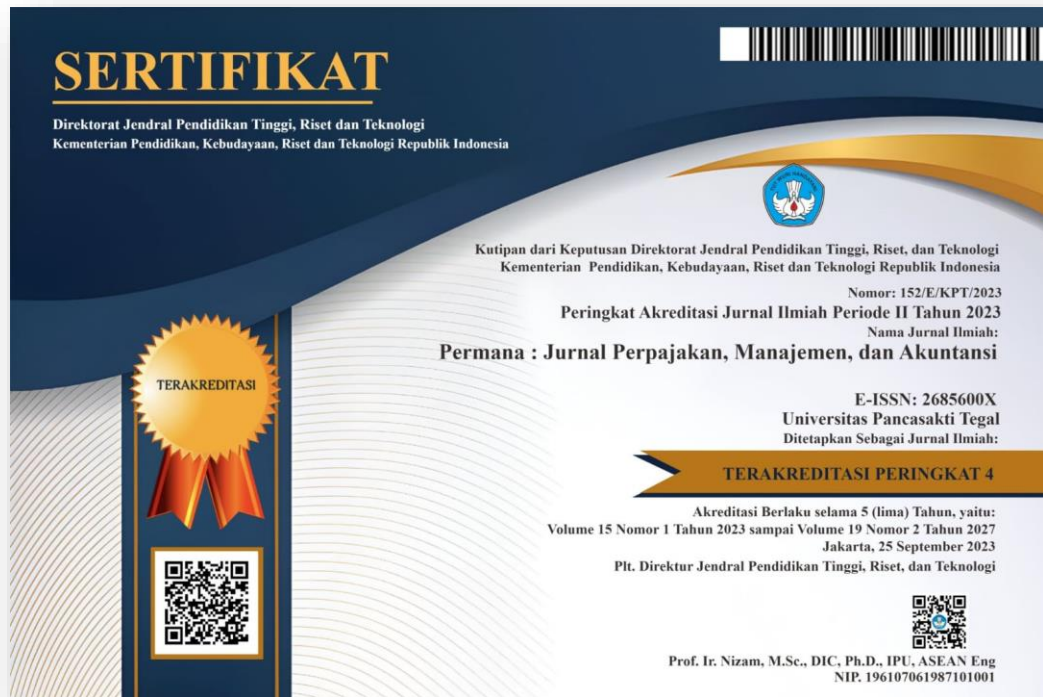 SERTIFIKAT
Direktorat Jendral Pendidikan Tinggi, Riset dan Teknologi
Kementerian Pendidikan, Kebudayaan, Riset dan Teknologi Republik Indonesia
Kutipan dari Keputusan Direktorat Jendral Pendidikan Tinggi, Riset, dan Teknologi
Kementerian Pendidikan, Kebudayaan, Riset dan Teknologi Republik Indonesia
Nomor: 152/E/KPT/2023
Peringkat Akreditasi Jurnal Ilmiah Periode II Tahun 2023
Nama Jurnal Ilmiah:
Permana : Jurnal Perpajakan, Manajemen, dan Akuntansi
E-ISSN: 2685600X
Universitas Pancasakti Tegal
Ditetapkan Sebagai Jurnal Ilmiah:
TERAKREDITASI PERINGKAT 4
Akreditasi Berlaku selama 5 (lima) Tahun, yaitu:
Volume 15 Nomor 1 Tahun 2023 sampai Volume 19 Nomor 2 Tahun 2027
Jakarta, 25 September 2023
Plt. Direktur Jendral Pendidikan Tinggi, Riset, dan Teknologi
Prof. Ir. Nizam, M.Sc., DIC, Ph.D., IPU, ASEAN Eng
NIP. 196107061987101001
TERAKREDITASI